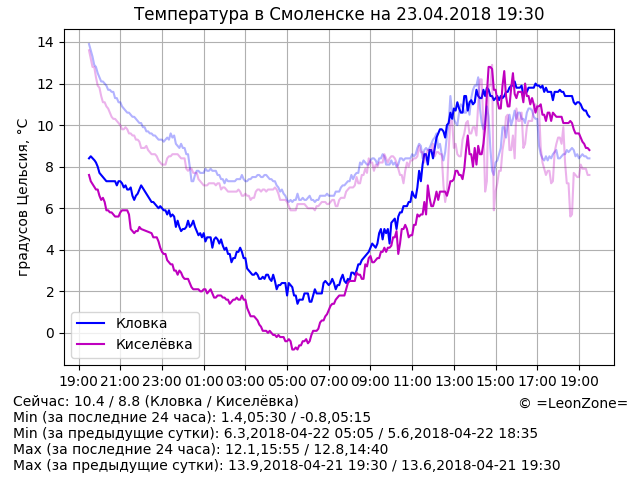 Температура в Смоленске на 23.04.2018 19:30
градусов Цельсия, °C
14
12
10
8
6
4
2
0
Кловка
Киселёвка
19:00 21:00 23:00 01:00 03:00 05:00 07:00 09:00 11:00 13:00 15:00 17:00 19:00
Сейчас: 10.4 / 8.8 (Кловка / Киселёвка)
© =LeonZone=
Min (за последние 24 часа): 1.4,05:30 / -0.8,05:15
Min (за предыдущие сутки): 6.3,2018-04-22 05:05 / 5.6,2018-04-22 18:35
Max (за последние 24 часа): 12.1,15:55 / 12.8,14:40
Max (за предыдущие сутки): 13.9,2018-04-21 19:30 / 13.6,2018-04-21 19:30